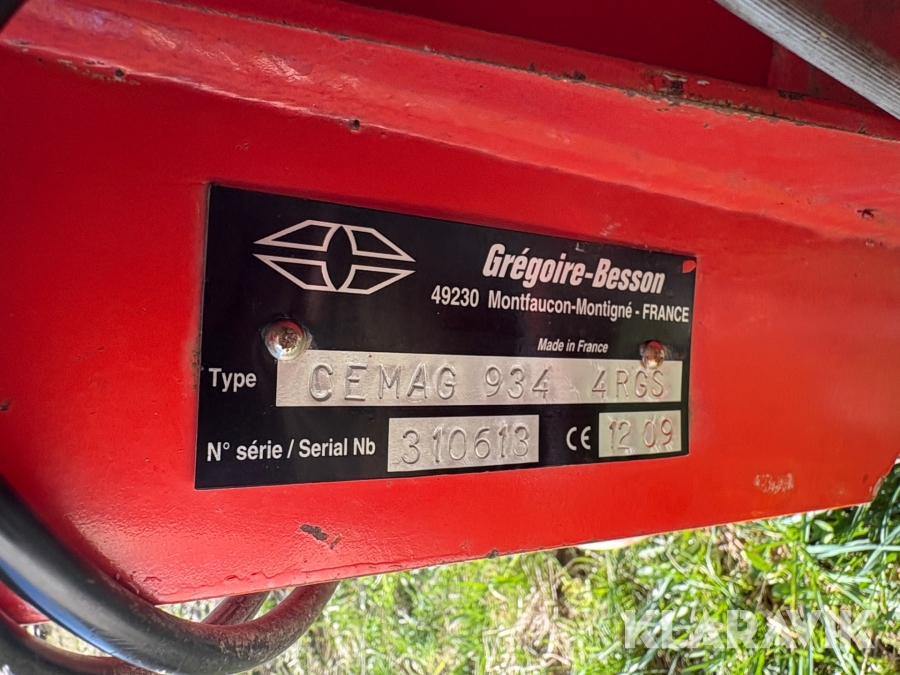 Grégoire-Besson
49230 Montfaucon-Montigné - FRANCE
Made in France
Type CEMAG 934 4RGS
N° série / Serial Nb 310613 CE 12 09
KLARAVIK